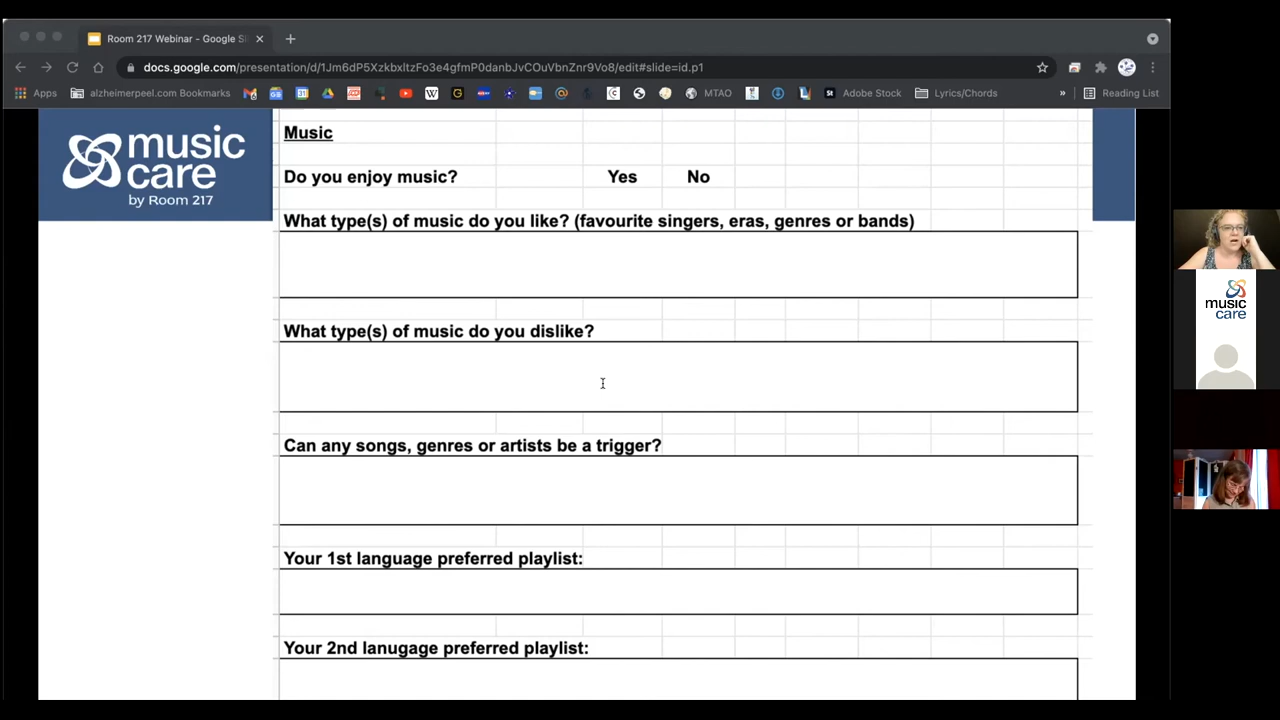 Room 217 Webinar - Google Sl
docs.google.com/presentation/d/1Jm6dP5XzkbxltzFo3e4gfmP0danbJvCOuVbnZnr9Vo8/edit#slide=id.p1
Apps
alzheimerpeel.com Bookmarks
MTAO
Adobe Stock
Lyrics/Chords
»
Reading List
music
care
by Room 217
Music
Do you enjoy music? Yes No
What type(s) of music do you like? (favourite singers, eras, genres or bands)
What type(s) of music do you dislike?
Can any songs, genres or artists be a trigger?
Your 1st language preferred playlist:
Your 2nd lanugage preferred playlist:
music
care